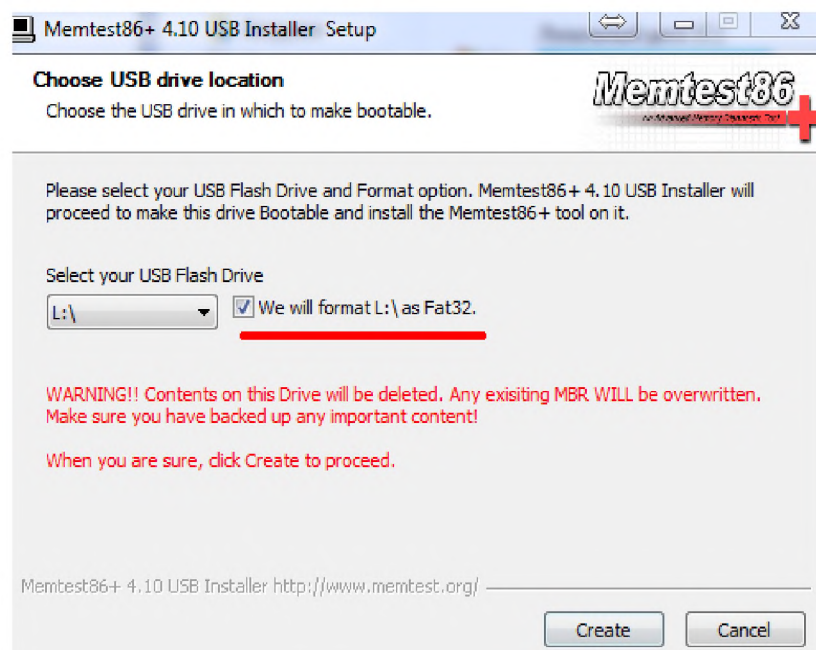 Memtest86+ 4.10 USB Installer Setup
Choose USB drive location
Choose the USB drive in which to make bootable.
Memtest86
an Advanced Memory Diagnostic Tool
Please select your USB Flash Drive and Format option. Memtest86+ 4.10 USB Installer will
proceed to make this drive Bootable and install the Memtest86+ tool on it.
Select your USB Flash Drive
L:\ We will format L:\ as Fat32.
WARNING!! Contents on this Drive will be deleted. Any exisiting MBR WILL be overwritten.
Make sure you have backed up any important content!
When you are sure, click Create to proceed.
Memtest86+ 4.10 USB Installer http://www.memtest.org/
Create Cancel